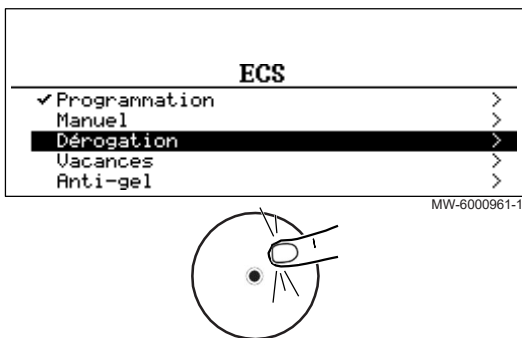 ECS
✓ Programmation >
Manuel >
Dérogation >
Vacances >
Anti-gel >
MW-6000961-1